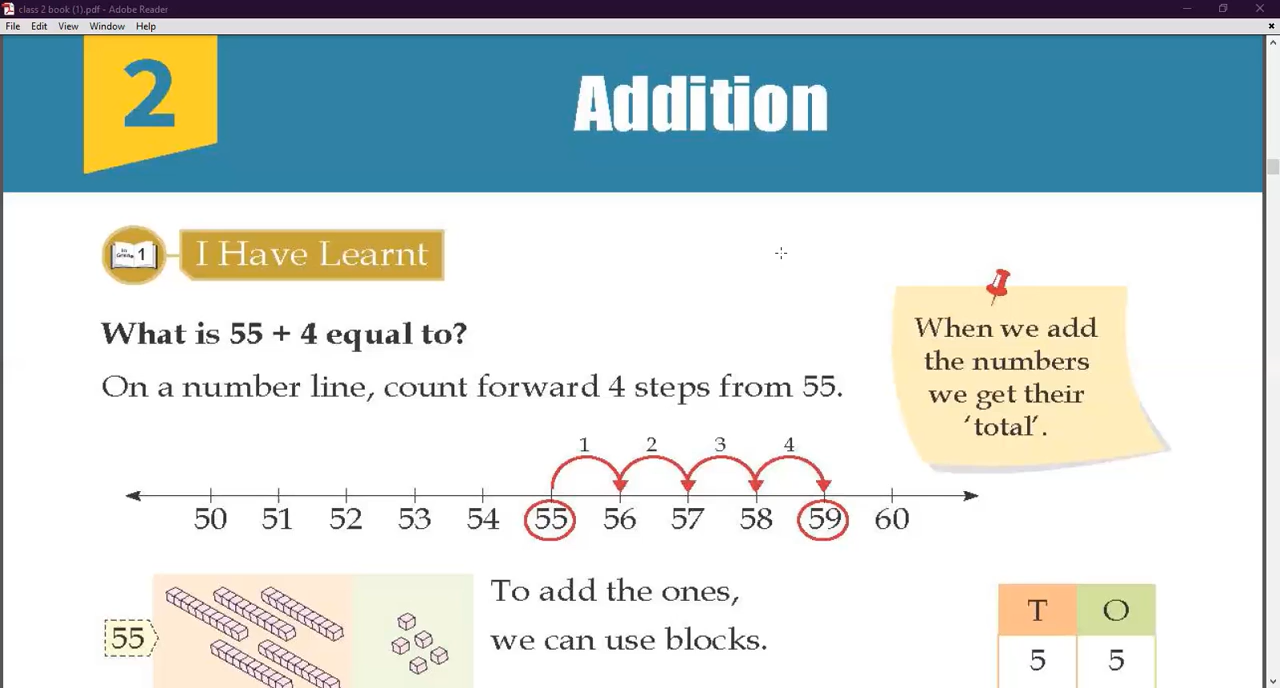 class 2 book (1).pdf - Adobe Reader
File Edit View Window Help
2
Addition
1
I Have Learnt
What is 55 + 4 equal to?
On a number line, count forward 4 steps from 55.
When we add
the numbers
we get their
‘total’.
1 2 3 4
50 51 52 53 54 55 56 57 58 59 60
To add the ones,
we can use blocks.
55
T O
5 5